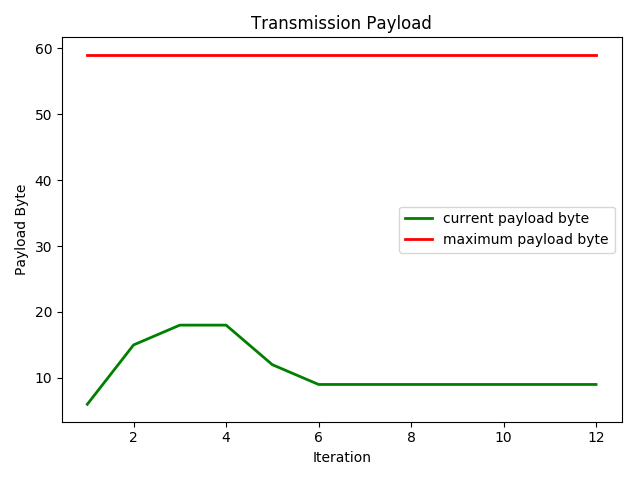 Transmission Payload
Payload Byte
60
50
40
30
20
10
current payload byte
maximum payload byte
2
4
6
8
10
12
Iteration